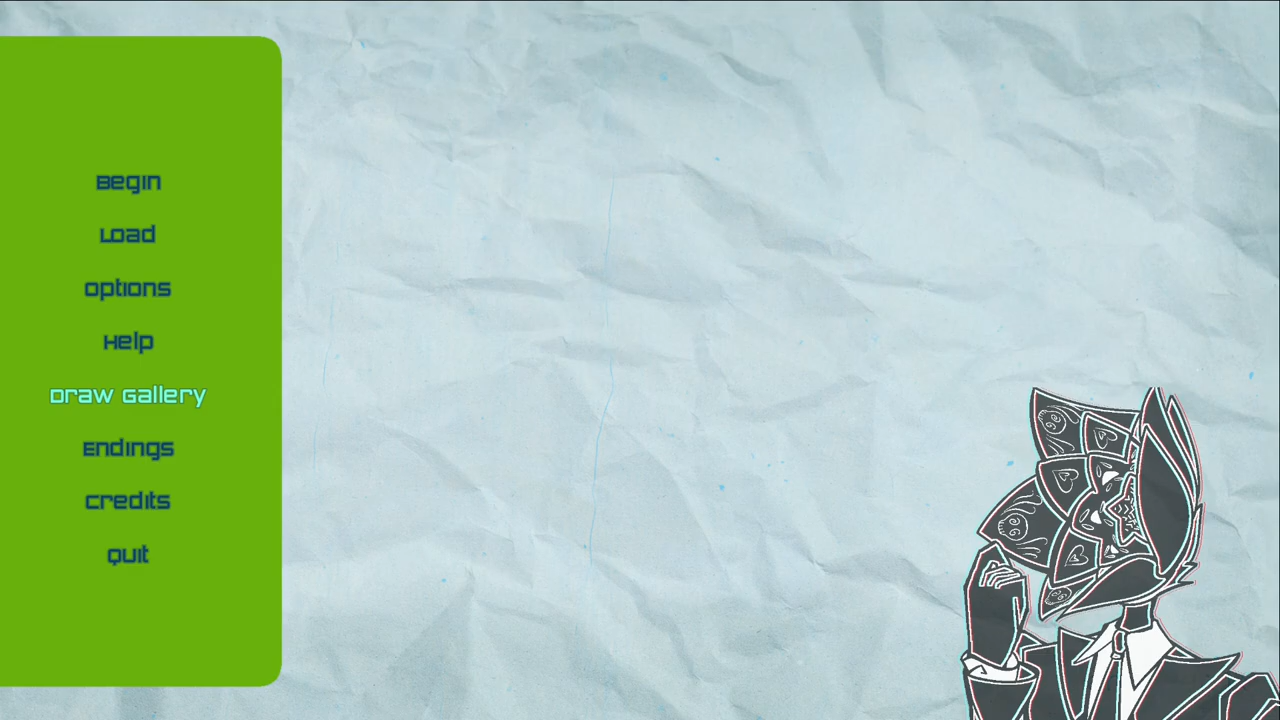 Begin
Load
Options
Help
Draw Gallery
Endings
Credits
Quit